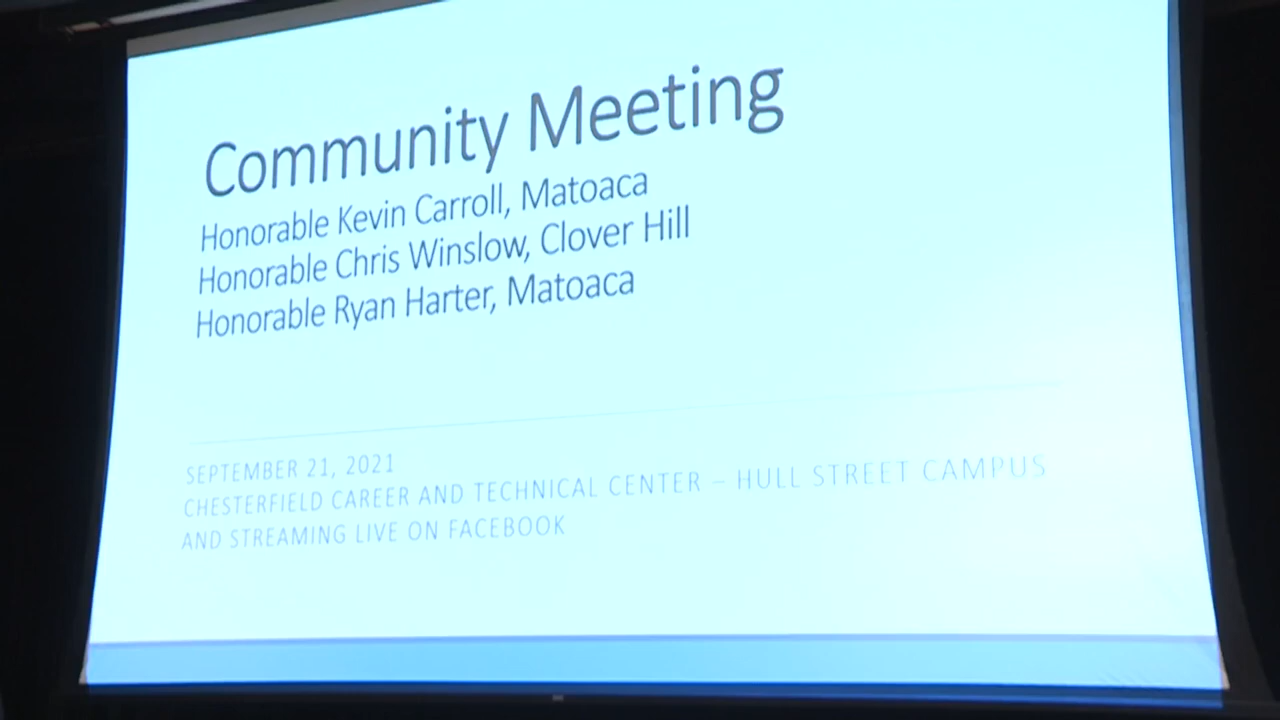 Community Meeting
Honorable Kevin Carroll, Matoaca
Honorable Chris Winslow, Clover Hill
Honorable Ryan Harter, Matoaca
SEPTEMBER 21, 2021
CHESTERFIELD CAREER AND TECHNICAL CENTER – HULL STREET CAMPUS
AND STREAMING LIVE ON FACEBOOK